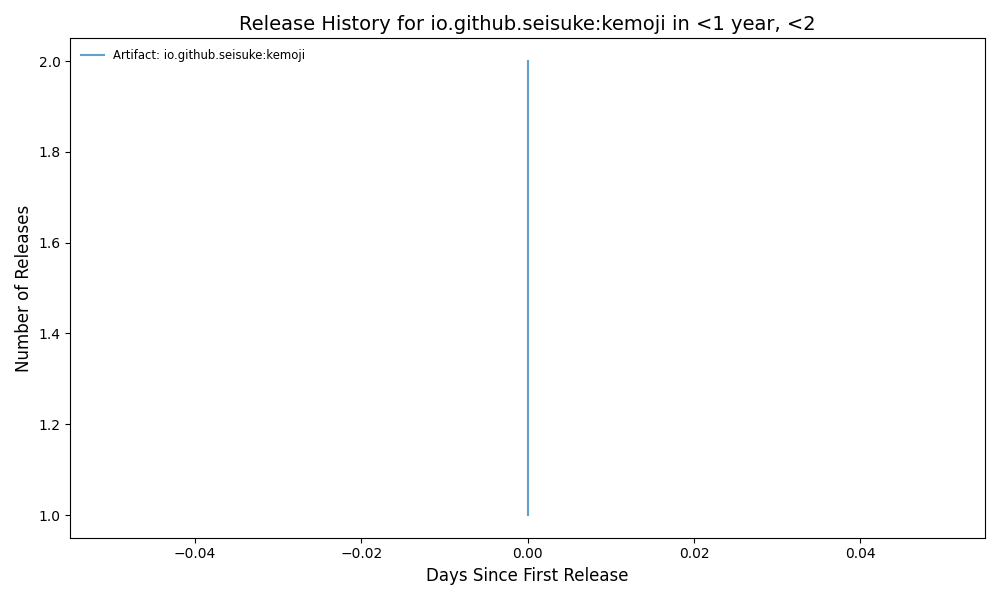 Release History for io.github.seisuke:kemoji in <1 year, <2
Artifact: io.github.seisuke:kemoji
Number of Releases
2.0
1.8
1.6
1.4
1.2
1.0
−0.04 −0.02 0.00 0.02 0.04
Days Since First Release